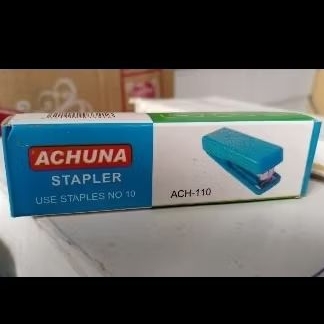 ACHUNA
STAPLER
USE STAPLES NO 10
ACH-110